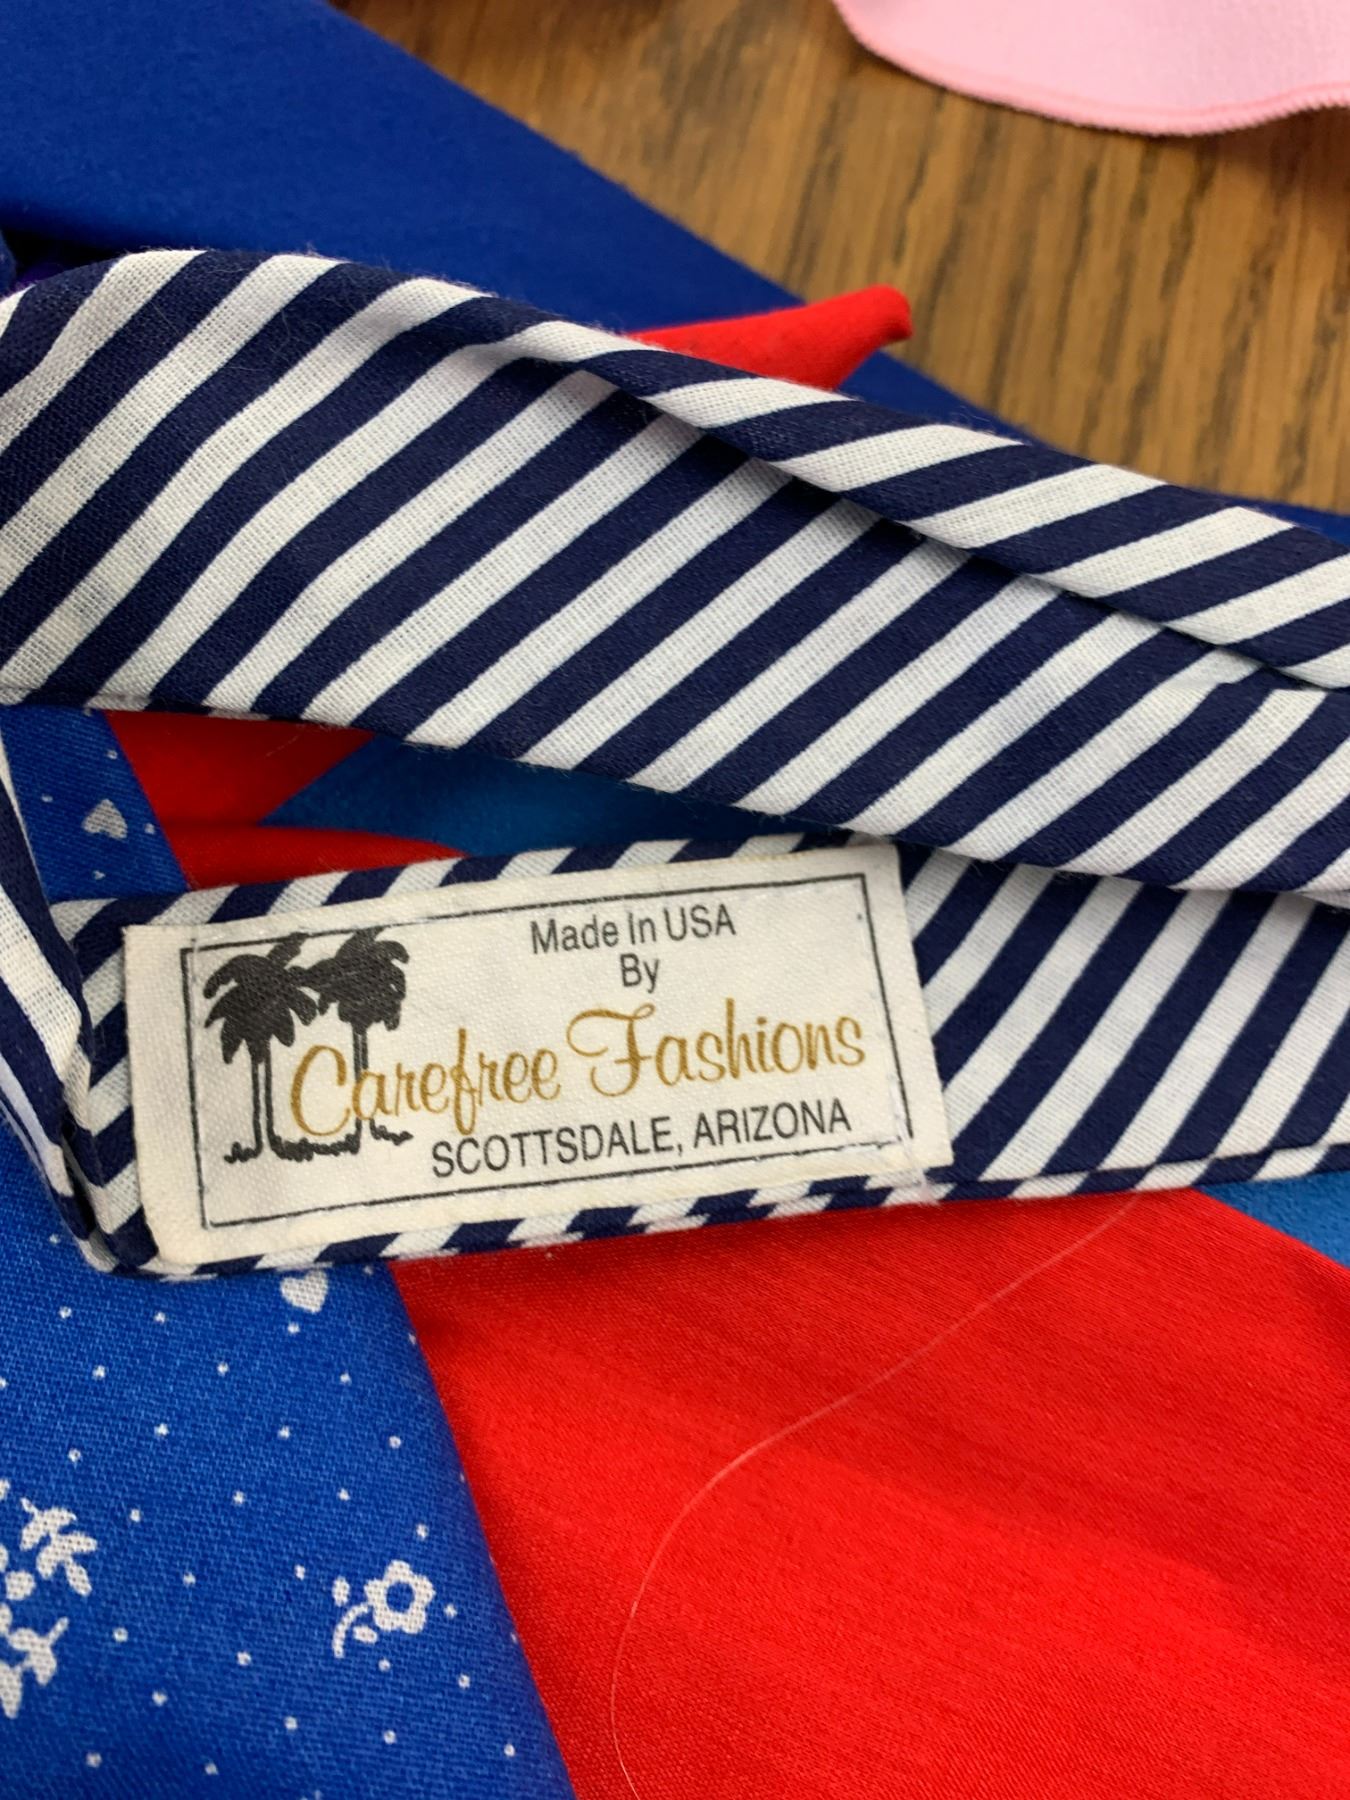 Made In USA
By
Carefree Fashions
SCOTTSDALE, ARIZONA